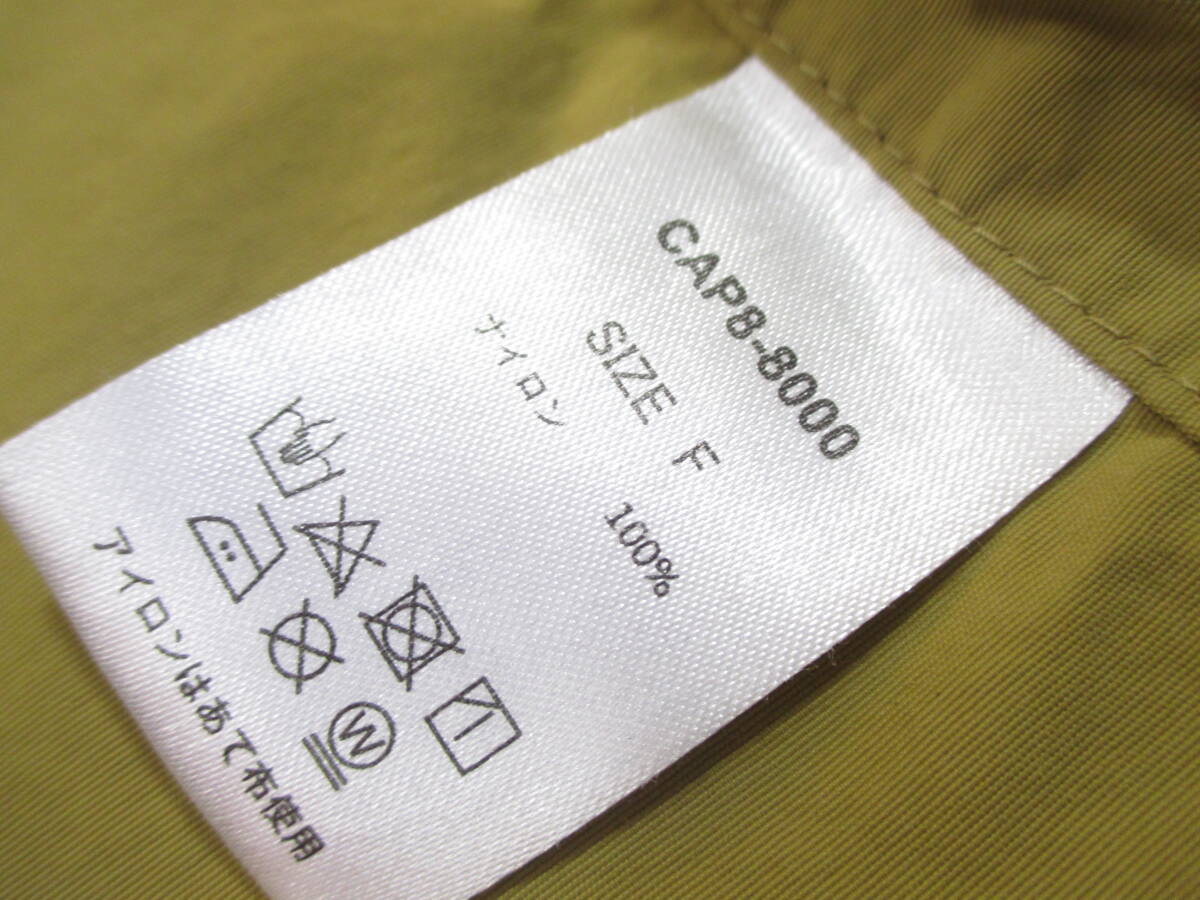 CAP8-8000
SIZE F
ナイロン 100%
W
アイロンはあて布使用